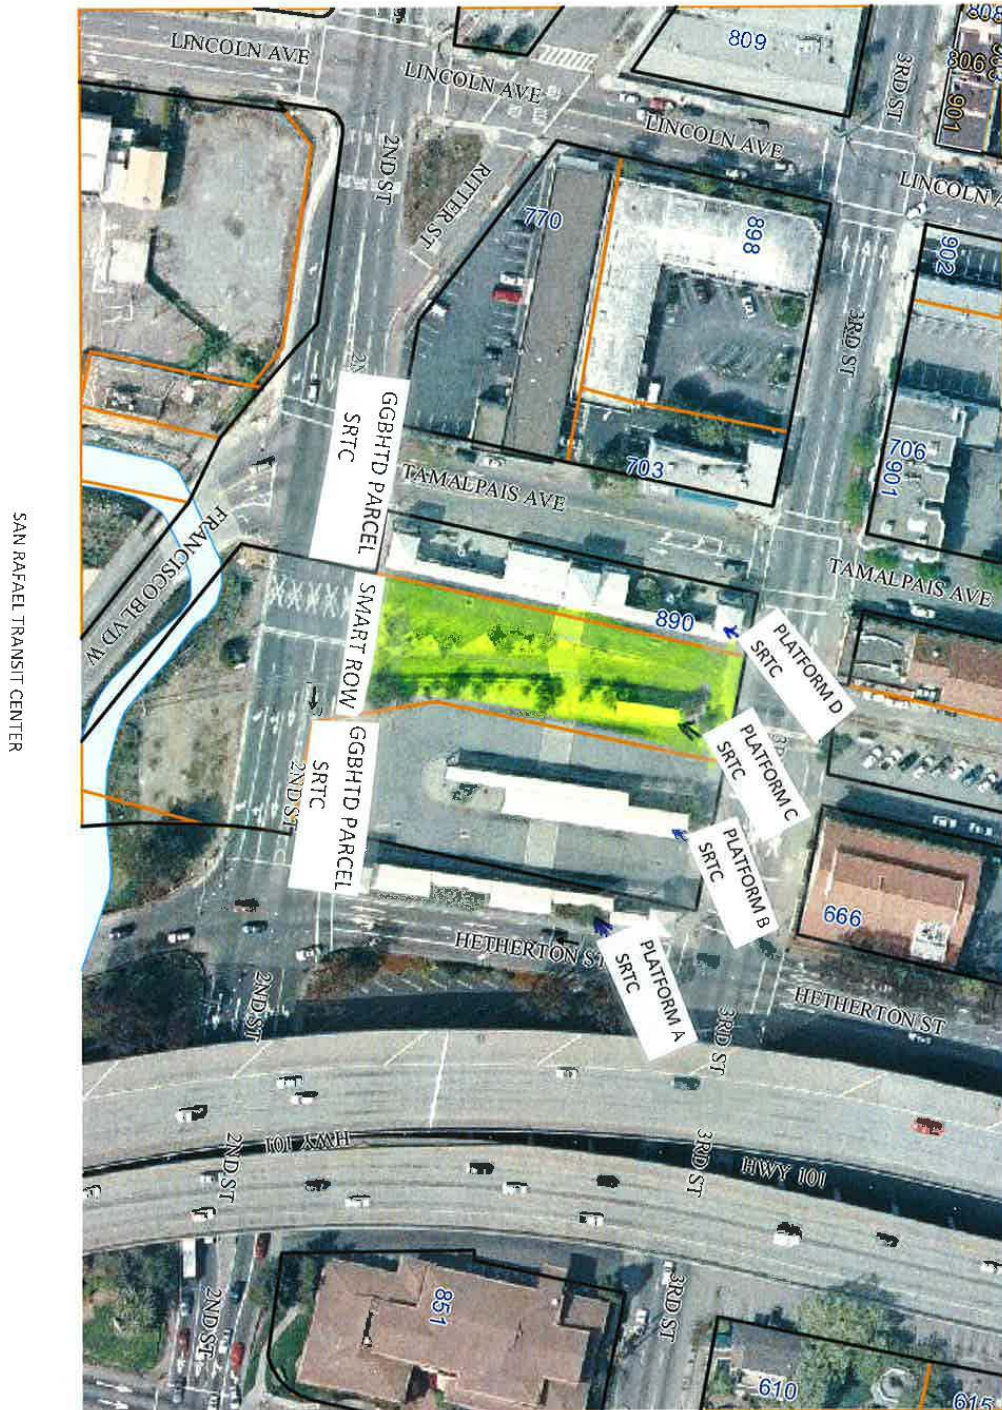 SAN RAFAEL TRANSIT CENTER
LINCOLN AVE
LINCOLN AVE
LINCOLN AVE
809
3RD ST
808
806
901
2ND ST
RITTER ST
770
898
LINCOLN A
902
3RD ST
GGBHTD PARCEL
SRTC
703
706
901
TAMALPAIS AVE
TAMALPAIS AVE
FRANCISCO BLVD W
SMART ROW
890
PLATFORM D
SRTC
PLATFORM C
SRTC
GGBHTD PARCEL
SRTC
2ND ST
PLATFORM B
SRTC
666
HETHERTON ST
PLATFORM A
SRTC
HETHERTON ST
2ND ST
3RD ST
HWY 101
HWY 101
2ND ST
3RD ST
851
2ND ST
3RD ST
610
615